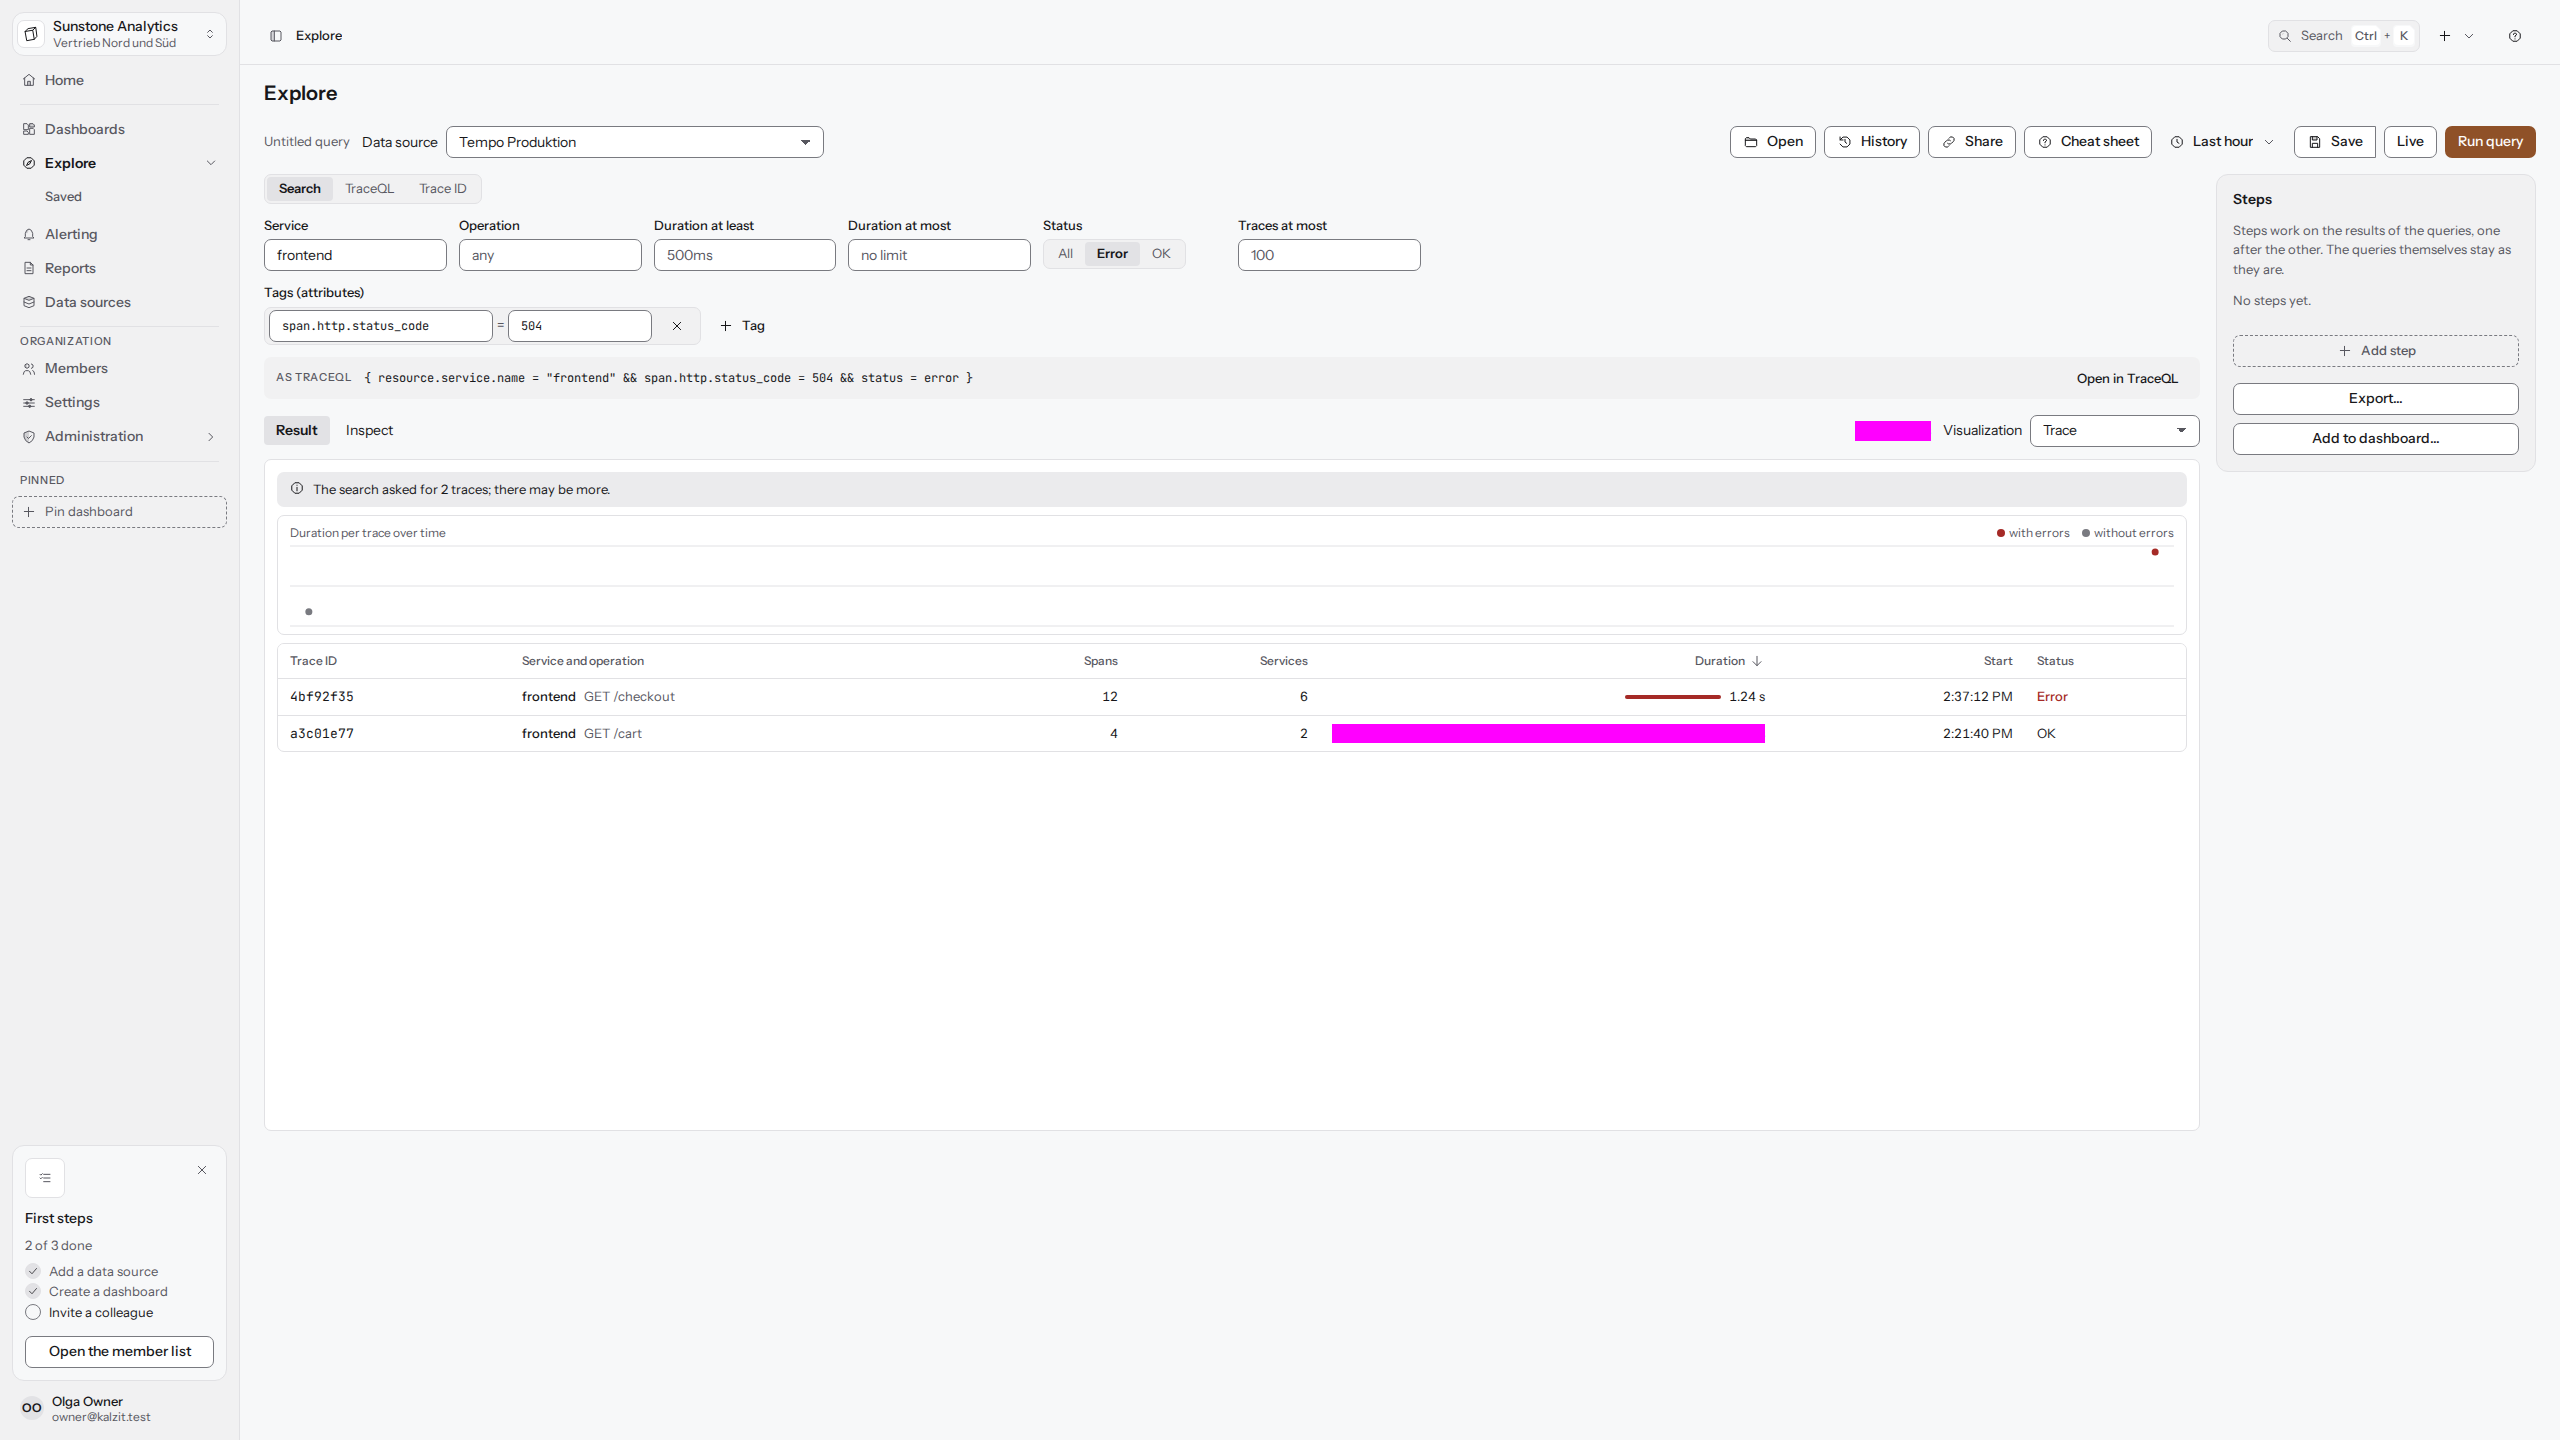 Sunstone Analytics
Vertrieb Nord und Süd
Home
Dashboards
Explore
Saved
Alerting
Reports
Data sources
ORGANIZATION
Members
Settings
Administration
PINNED
Pin dashboard
First steps
2 of 3 done
Add a data source
Create a dashboard
Invite a colleague
Open the member list
OO
Olga Owner
owner@kalzit.test
Explore
Search Ctrl + K
Explore
Untitled query Data source Tempo Produktion
Open History Share Cheat sheet Last hour Save Live Run query
Search TraceQL Trace ID
Service Operation Duration at least Duration at most Status Traces at most
frontend any 500ms no limit All Error OK 100
Tags (attributes)
span.http.status_code = 504 Tag
AS TRACEQL { resource.service.name = "frontend" && span.http.status_code = 504 && status = error } Open in TraceQL
Result Inspect Visualization Trace
The search asked for 2 traces; there may be more.
Duration per trace over time with errors without errors
Trace ID Service and operation Spans Services Duration Start Status
4bf92f35 frontend GET /checkout 12 6 1.24 s 2:37:12 PM Error
a3c01e77 frontend GET /cart 4 2 2:21:40 PM OK
Steps
Steps work on the results of the queries, one
after the other. The queries themselves stay as
they are.
No steps yet.
Add step
Export...
Add to dashboard...